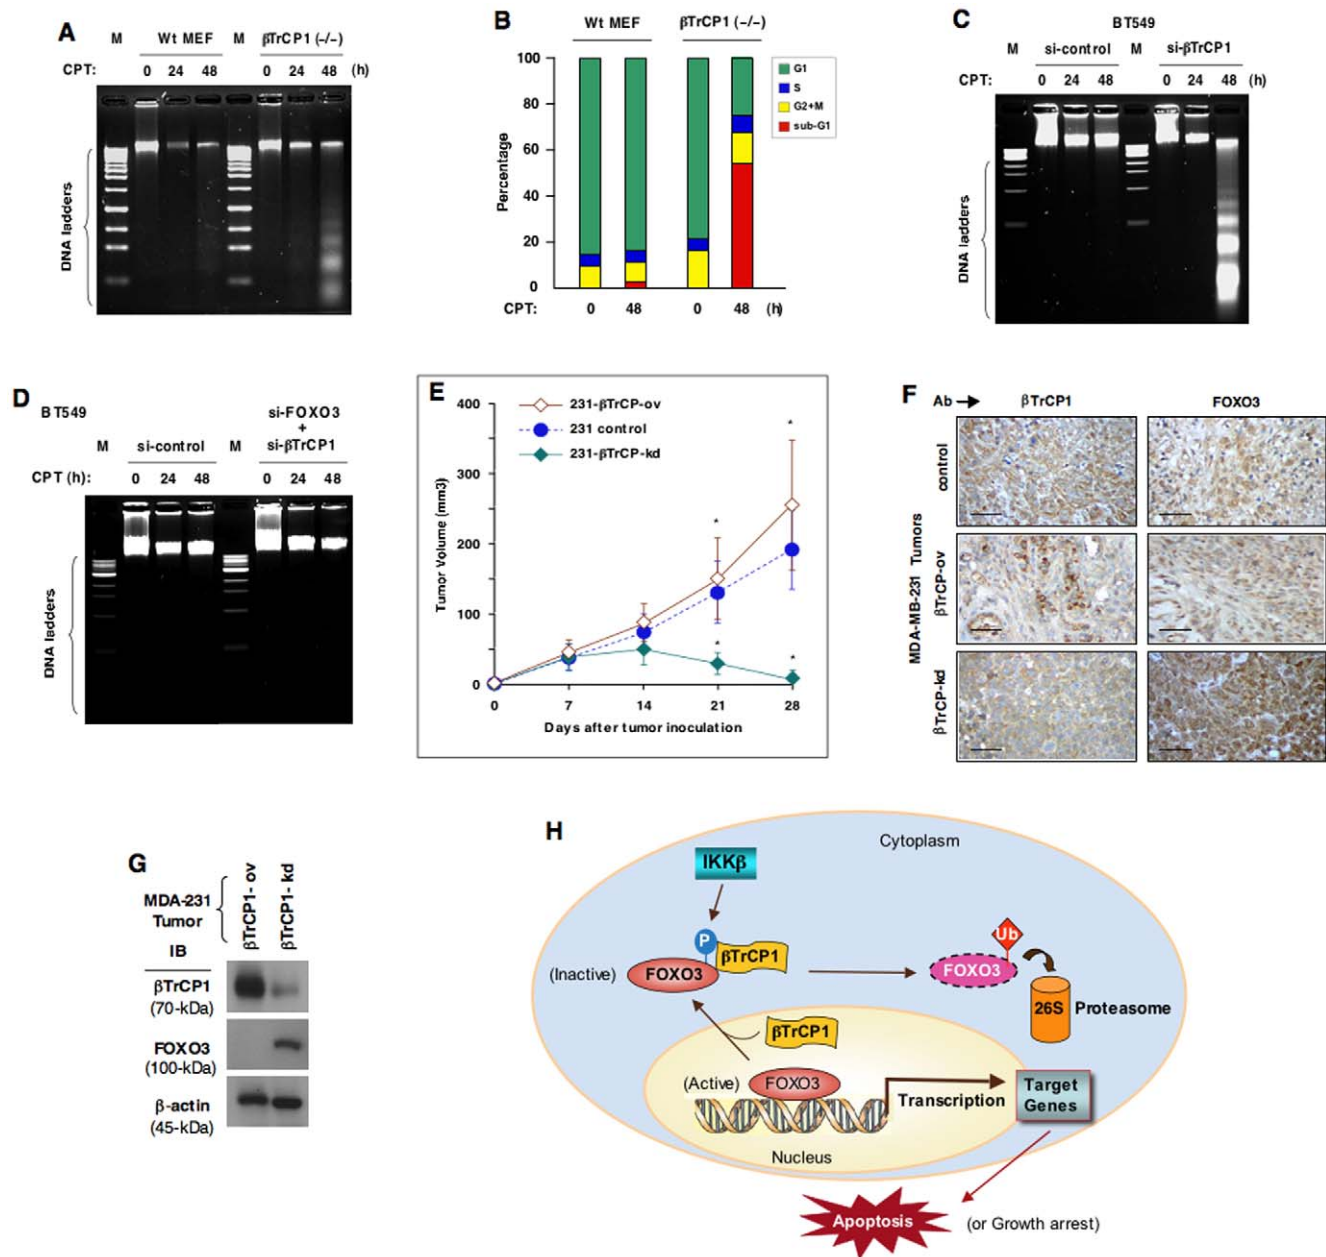 A
M
Wt MEF
M
βTrCP1 (−/−)
CPT:
0 24 48
0 24 48
(h)
DNA ladders
B
Wt MEF
βTrCP1 (−/−)
100
80
60
40
20
0
Percentage
G1
S
G2+M
sub-G1
CPT:
0 48 0 48 (h)
C
BT549
M
si-control
M
si-βTrCP1
CPT:
0 24 48
0 24 48
(h)
DNA ladders
D
BT549
si-FOXO3
+
M
si-control
M
si-βTrCP1
CPT (h):
0 24 48
0 24 48
DNA ladders
E
400
300
200
100
0
Tumor Volume (mm3)
231-βTrCP-ov
231 control
231-βTrCP-kd
*
*
*
*
0 7 14 21 28
Days after tumor inoculation
F
Ab
βTrCP1
FOXO3
MDA-MB-231 Tumors
control
βTrCP-ov
βTrCP-kd
G
MDA-231
Tumor
βTrCP1- ov
βTrCP1- kd
IB
βTrCP1
(70-kDa)
FOXO3
(100-kDa)
β-actin
(45-kDa)
H
Cytoplasm
IKKβ
P
βTrCP1
(Inactive)
FOXO3
Ub
FOXO3
26S
Proteasome
βTrCP1
(Active)
FOXO3
Transcription
Target
Genes
Nucleus
Apoptosis
(or Growth arrest)